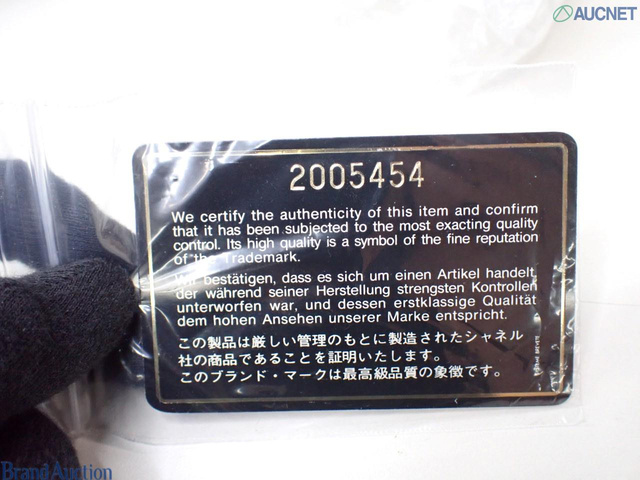 AUCNET
2005454
We certify the authenticity of this item and confirm
that it has been subjected to the most exacting quality
control. Its high quality is a symbol of the fine reputation
of the Trademark.
Wir bestätigen, dass es sich um einen Artikel handelt,
der während seiner Herstellung strengsten Kontrollen
unterworfen war, und dessen erstklassige Qualität
dem hohen Ansehen unserer Marke entspricht.
この製品は厳しい管理のもとに製造されたシャネル
社の商品であることを証明いたします。
このブランド・マークは最高級品質の象徴です。
Brand Auction